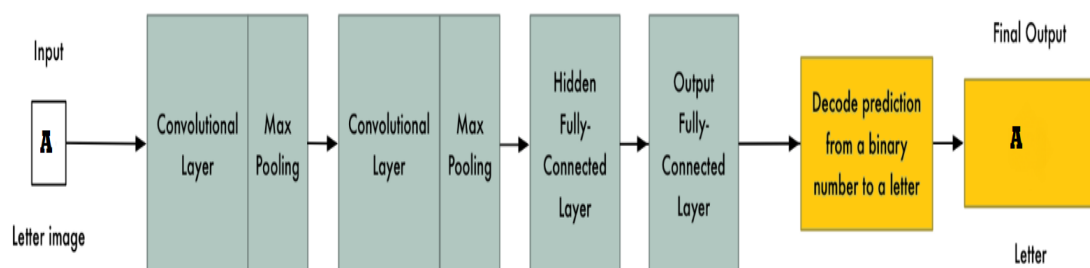 Input
A
Letter image
Convolutional
Layer
Max
Pooling
Convolutional
Layer
Max
Pooling
Hidden
Fully-
Connected
Layer
Output
Fully-
Connected
Layer
Decode prediction
from a binary
number to a letter
Final Output
A
Letter